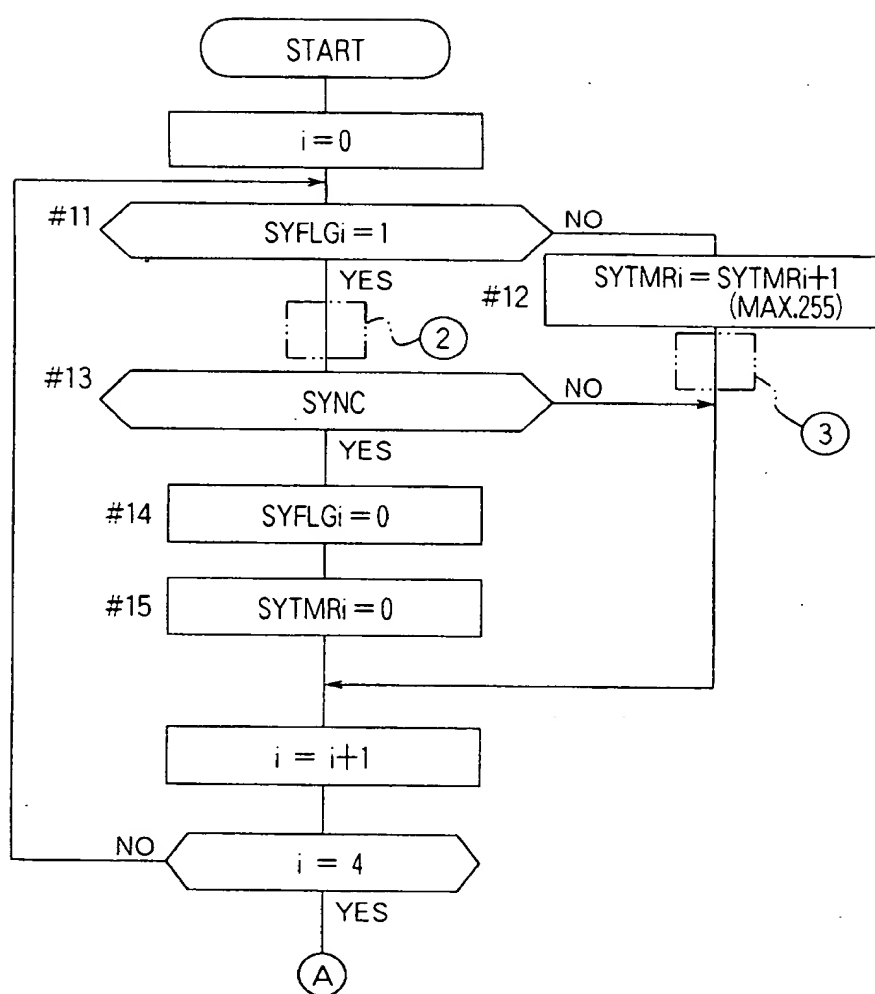 START
i = 0
#11
SYFLGi = 1
NO
YES
#12
SYTMRi = SYTMRi+1
(MAX.255)
2
#13
SYNC
NO
3
YES
#14
SYFLGi = 0
#15
SYTMRi = 0
i = i+1
NO
i = 4
YES
A